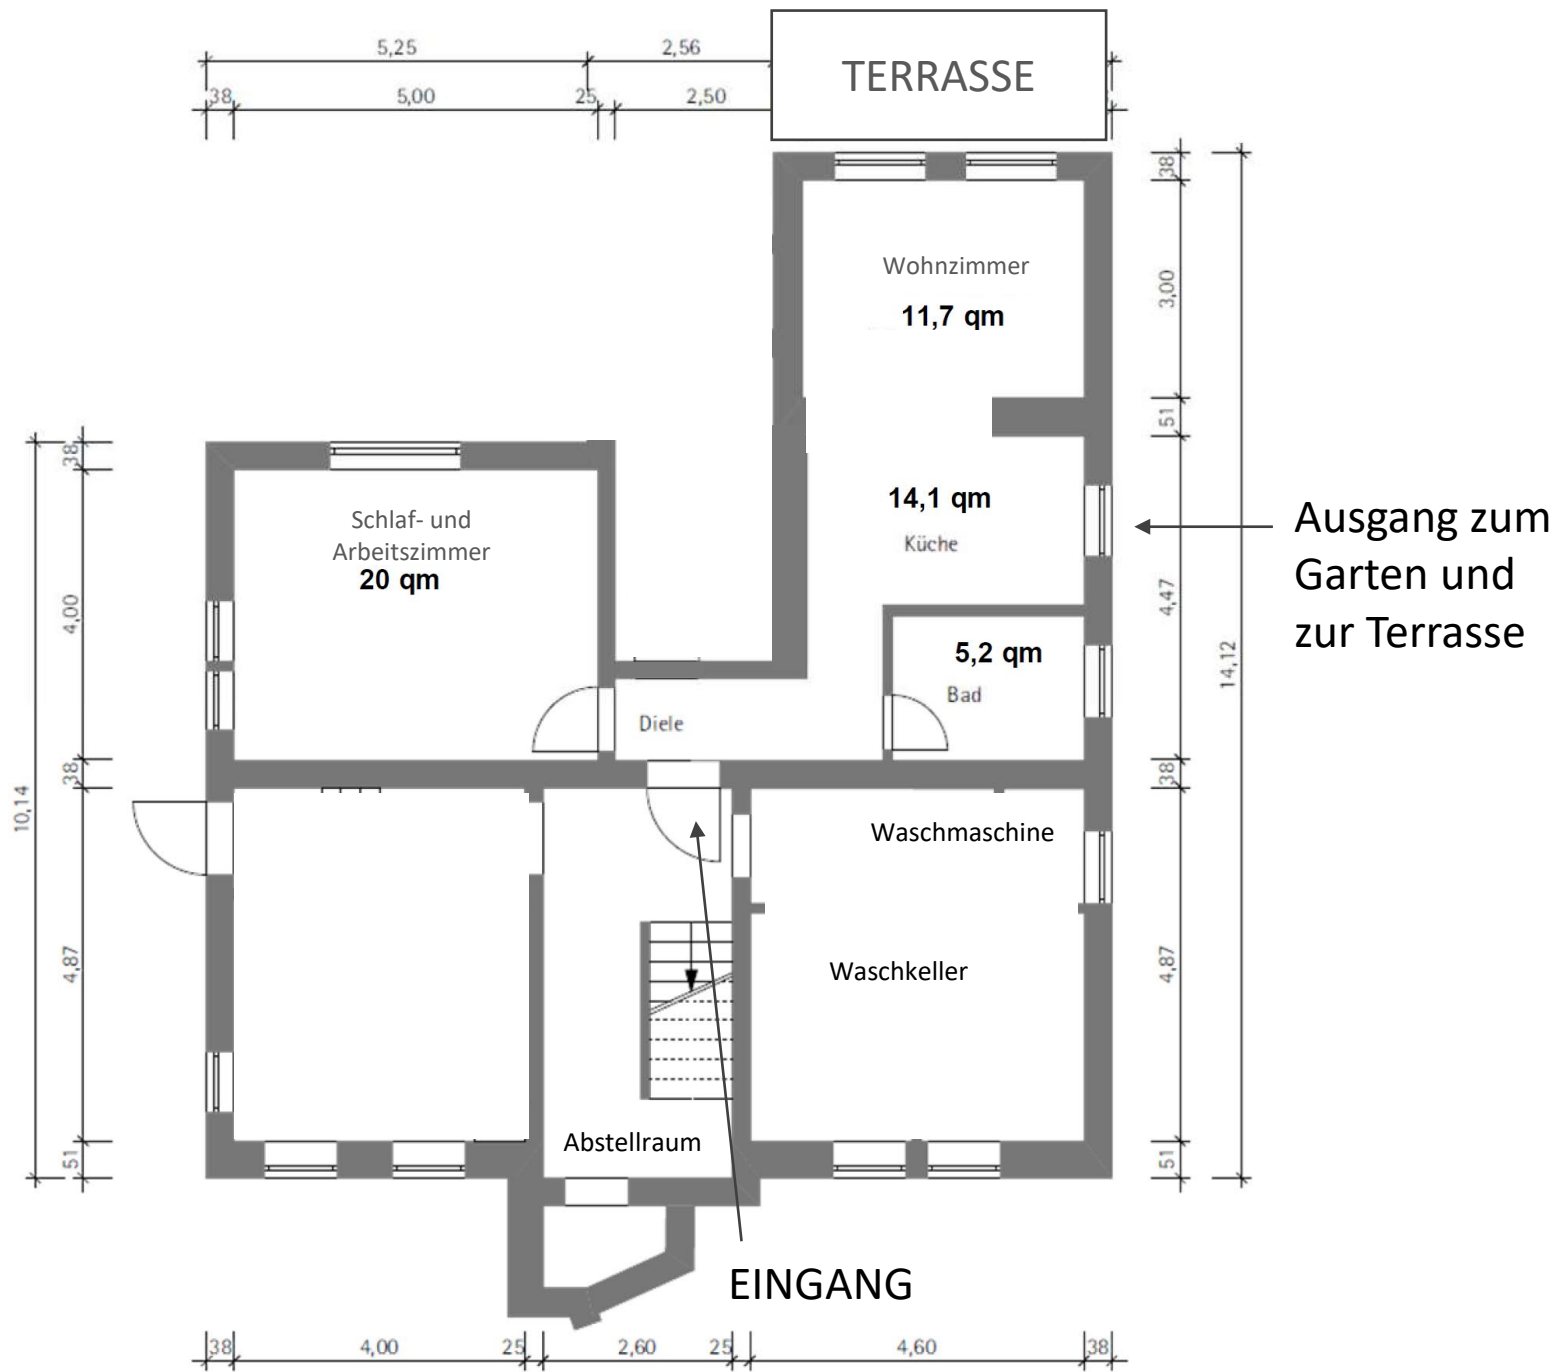 5,25
2,56
TERRASSE
38
5,00
25
2,50
38
Wohnzimmer
11,7 qm
3,00
51
38
14,1 qm
Küche
Ausgang zum
Garten und
zur Terrasse
Schlaf- und
Arbeitszimmer
20 qm
4,00
4,47
14,12
5,2 qm
Bad
Diele
38
38
10,14
Waschmaschine
4,87
4,87
Waschkeller
Abstellraum
51
51
EINGANG
38
4,00
25
2,60
25
4,60
38